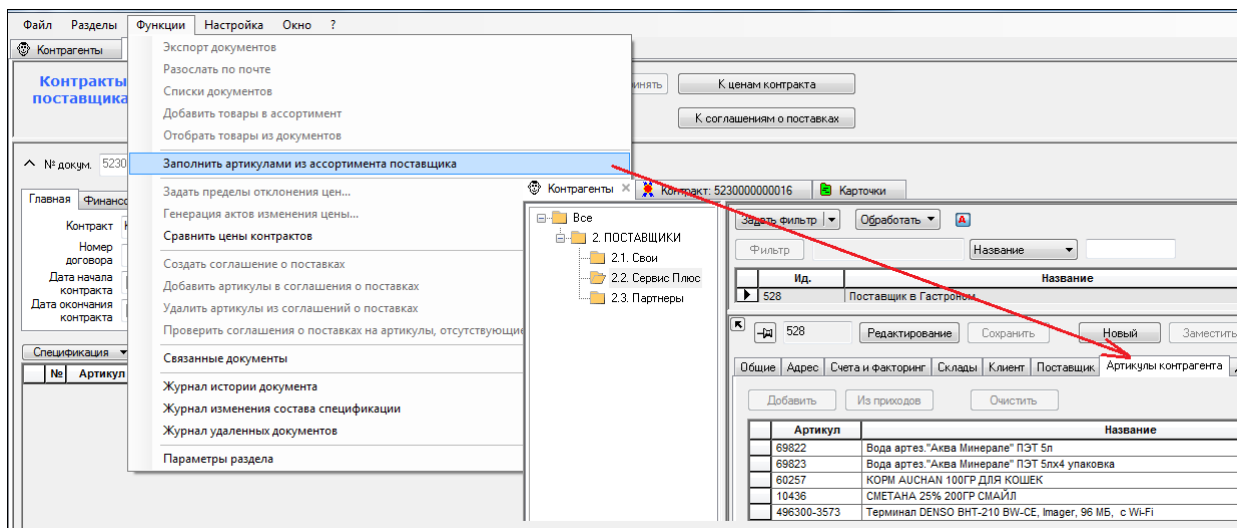 Файл Разделы Функции Настройка Окно ?
Контрагенты
Контракты
поставщика
К ценам контракта
К соглашениям о поставках
Экспорт документов
Разослать по почте
Списки документов
Добавить товары в ассортимент
Отобрать товары из документов
Заполнить артикулами из ассортимента поставщика
Задать пределы отклонения цен...
Генерация актов изменения цены...
Сравнить цены контрактов
Создать соглашение о поставках
Добавить артикулы в соглашения о поставках
Удалить артикулы из соглашений о поставках
Проверить соглашения о поставках на артикулы, отсутствующие
Связанные документы
Журнал истории документа
Журнал изменения состава спецификации
Журнал удаленных документов
Параметры раздела
№ докум. 5230
Главная Финансо
Контракт
Номер
договора
Дата начала
контракта
Дата окончания
контракта
Спецификация
№ Артикул
Контрагенты Контракт: 5230000000016 Карточки
Все
2. ПОСТАВЩИКИ
2.1. Свои
2.2. Сервис Плюс
2.3. Партнеры
Задать фильтр Обработать A
Фильтр Название
Ид. Название
528 Поставщик в Гастроном
528 Редактирование Сохранить Новый Заместить
Общие Адрес Счета и факторинг Склады Клиент Поставщик Артикулы контрагента
Добавить Из приходов Очистить
Артикул Название
69822 Вода артез."Аква Минерале" ПЭТ 5л
69823 Вода артез."Аква Минерале" ПЭТ 5лх4 упаковка
60257 КОРМ AUCHAN 100ГР ДЛЯ КОШЕК
10436 СМЕТАНА 25% 200ГР СМАЙЛ
496300-3573 Терминал DENSO BHT-210 BW-CE, Imager, 96 МБ, с Wi-Fi